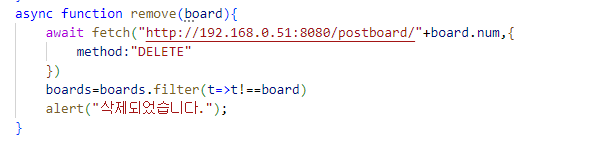 async function remove(board){
    await fetch("http://192.168.0.51:8080/postboard/"+board.num,{
        method:"DELETE"
    })
    boards=boards.filter(t=>t!==board)
    alert("삭제되었습니다.");
}